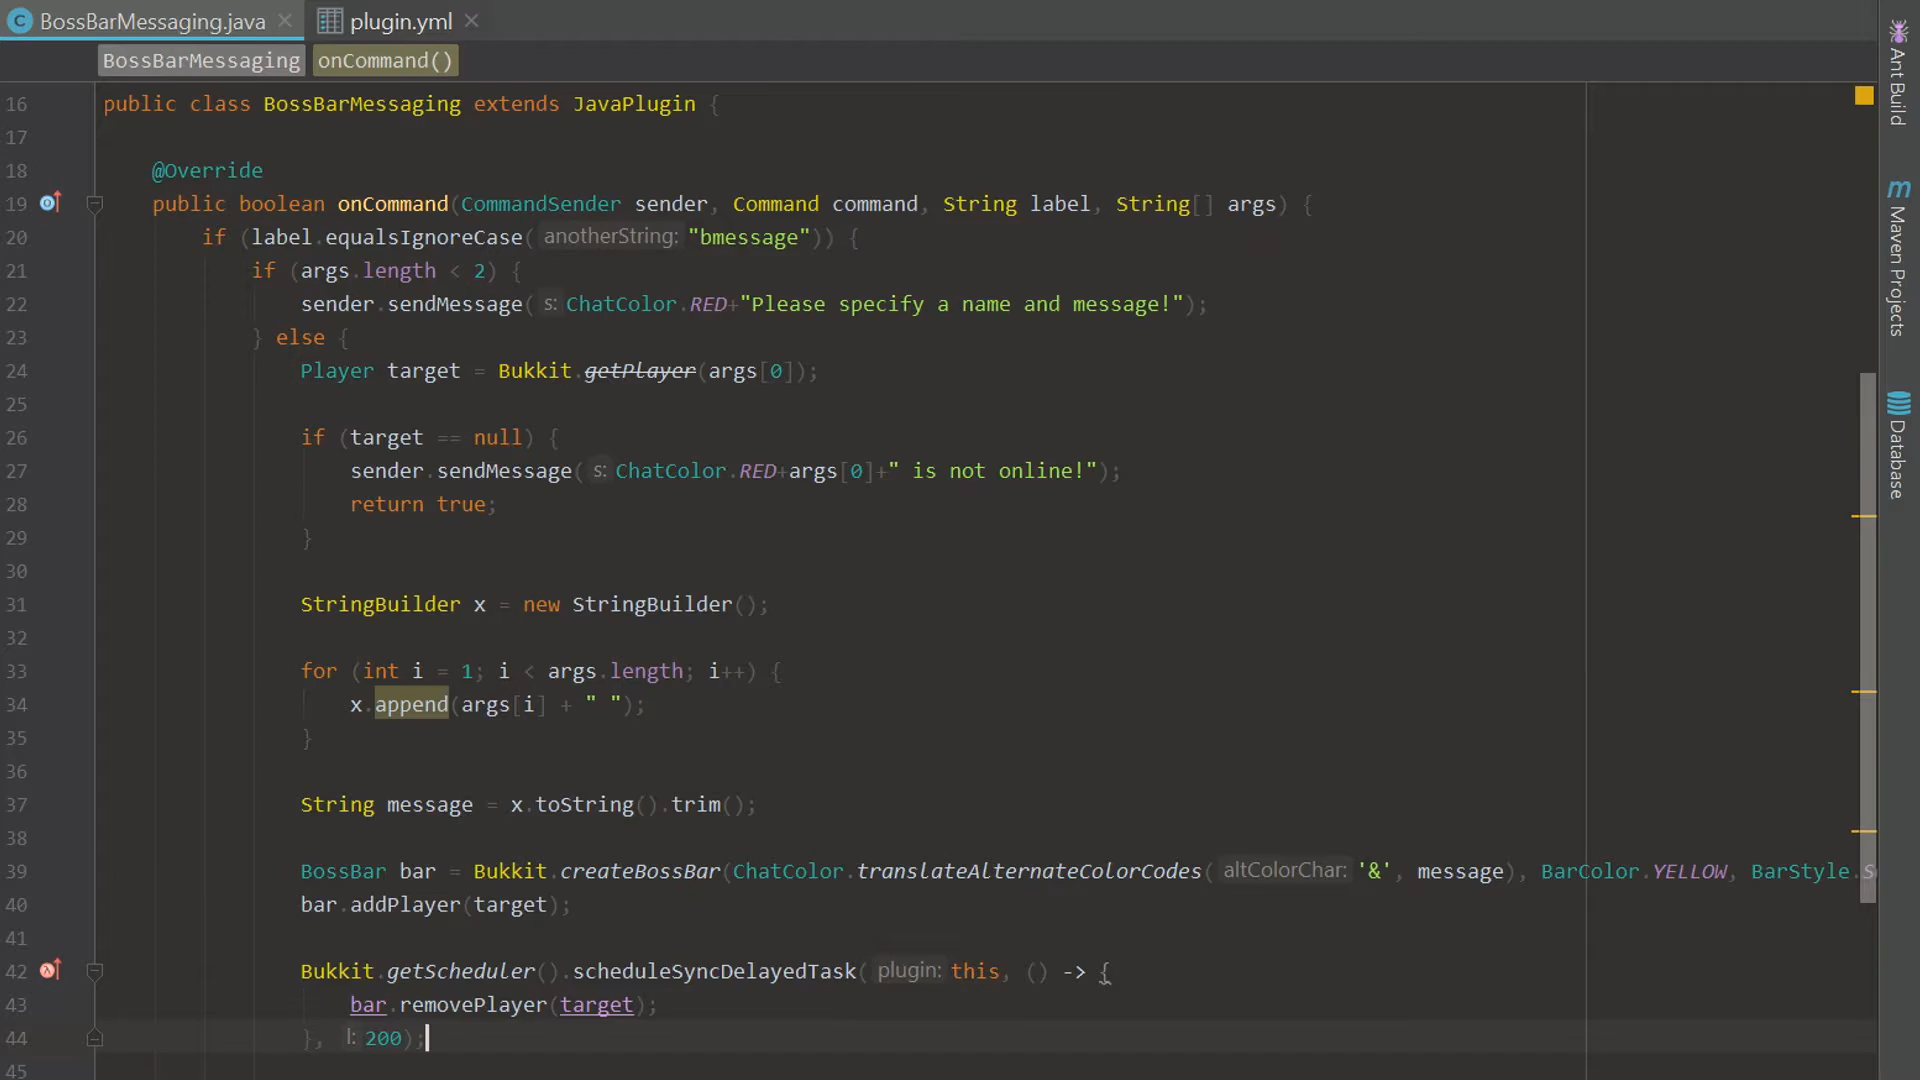 BossBarMessaging.java
plugin.yml
BossBarMessaging
onCommand()
16 public class BossBarMessaging extends JavaPlugin {
17
18 @Override
19 public boolean onCommand(CommandSender sender, Command command, String label, String[] args) {
20 if (label.equalsIgnoreCase( anotherString: "bmessage")) {
21 if (args.length < 2) {
22 sender.sendMessage( s: ChatColor.RED+"Please specify a name and message!");
23 } else {
24 Player target = Bukkit.getPlayer(args[0]);
25
26 if (target == null) {
27 sender.sendMessage( s: ChatColor.RED+args[0]+" is not online!");
28 return true;
29 }
30
31 StringBuilder x = new StringBuilder();
32
33 for (int i = 1; i < args.length; i++) {
34 x.append(args[i] + " ");
35 }
36
37 String message = x.toString().trim();
38
39 BossBar bar = Bukkit.createBossBar(ChatColor.translateAlternateColorCodes( altColorChar: '&', message), BarColor.YELLOW, BarStyle.S
40 bar.addPlayer(target);
41
42 Bukkit.getScheduler().scheduleSyncDelayedTask( plugin: this, () -> {
43 bar.removePlayer(target);
44 }, l: 200);
45
Ant Build
m Maven Projects
Database